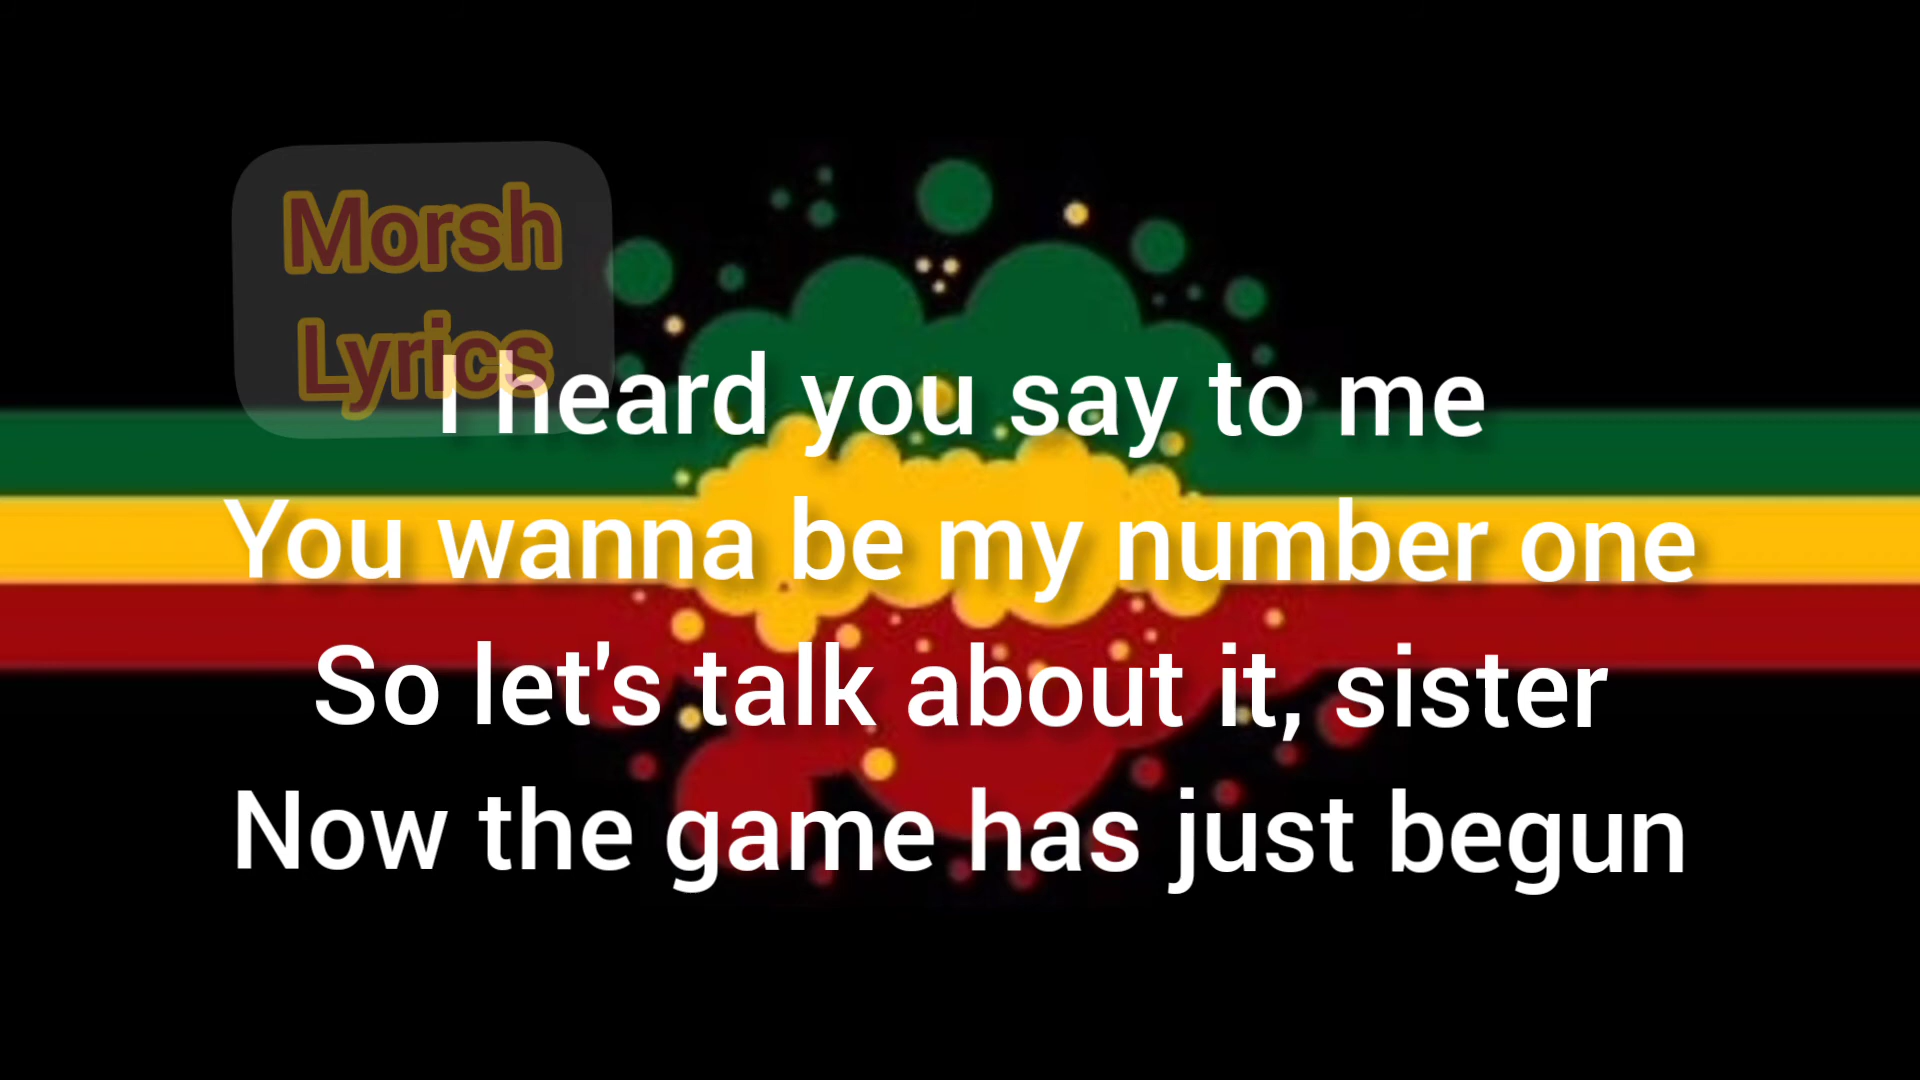 Morsh
Lyrics
I heard you say to me
You wanna be my number one
So let's talk about it, sister
Now the game has just begun